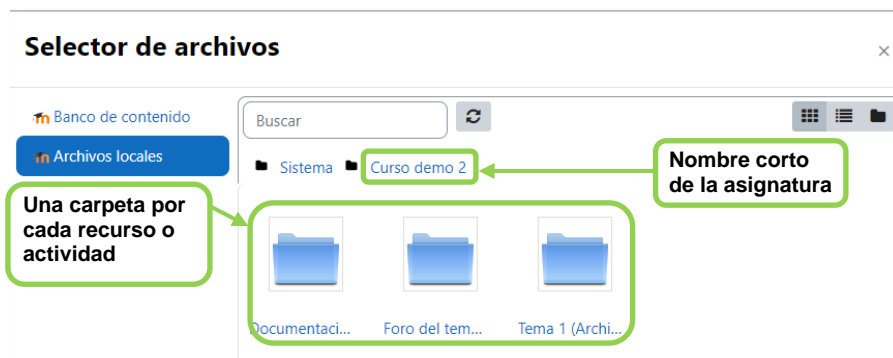 Selector de archivos
×
Banco de contenido
Archivos locales
Buscar
Sistema
Curso demo 2
Nombre corto
de la asignatura
Una carpeta por
cada recurso o
actividad
Documentaci...
Foro del tem...
Tema 1 (Archi...